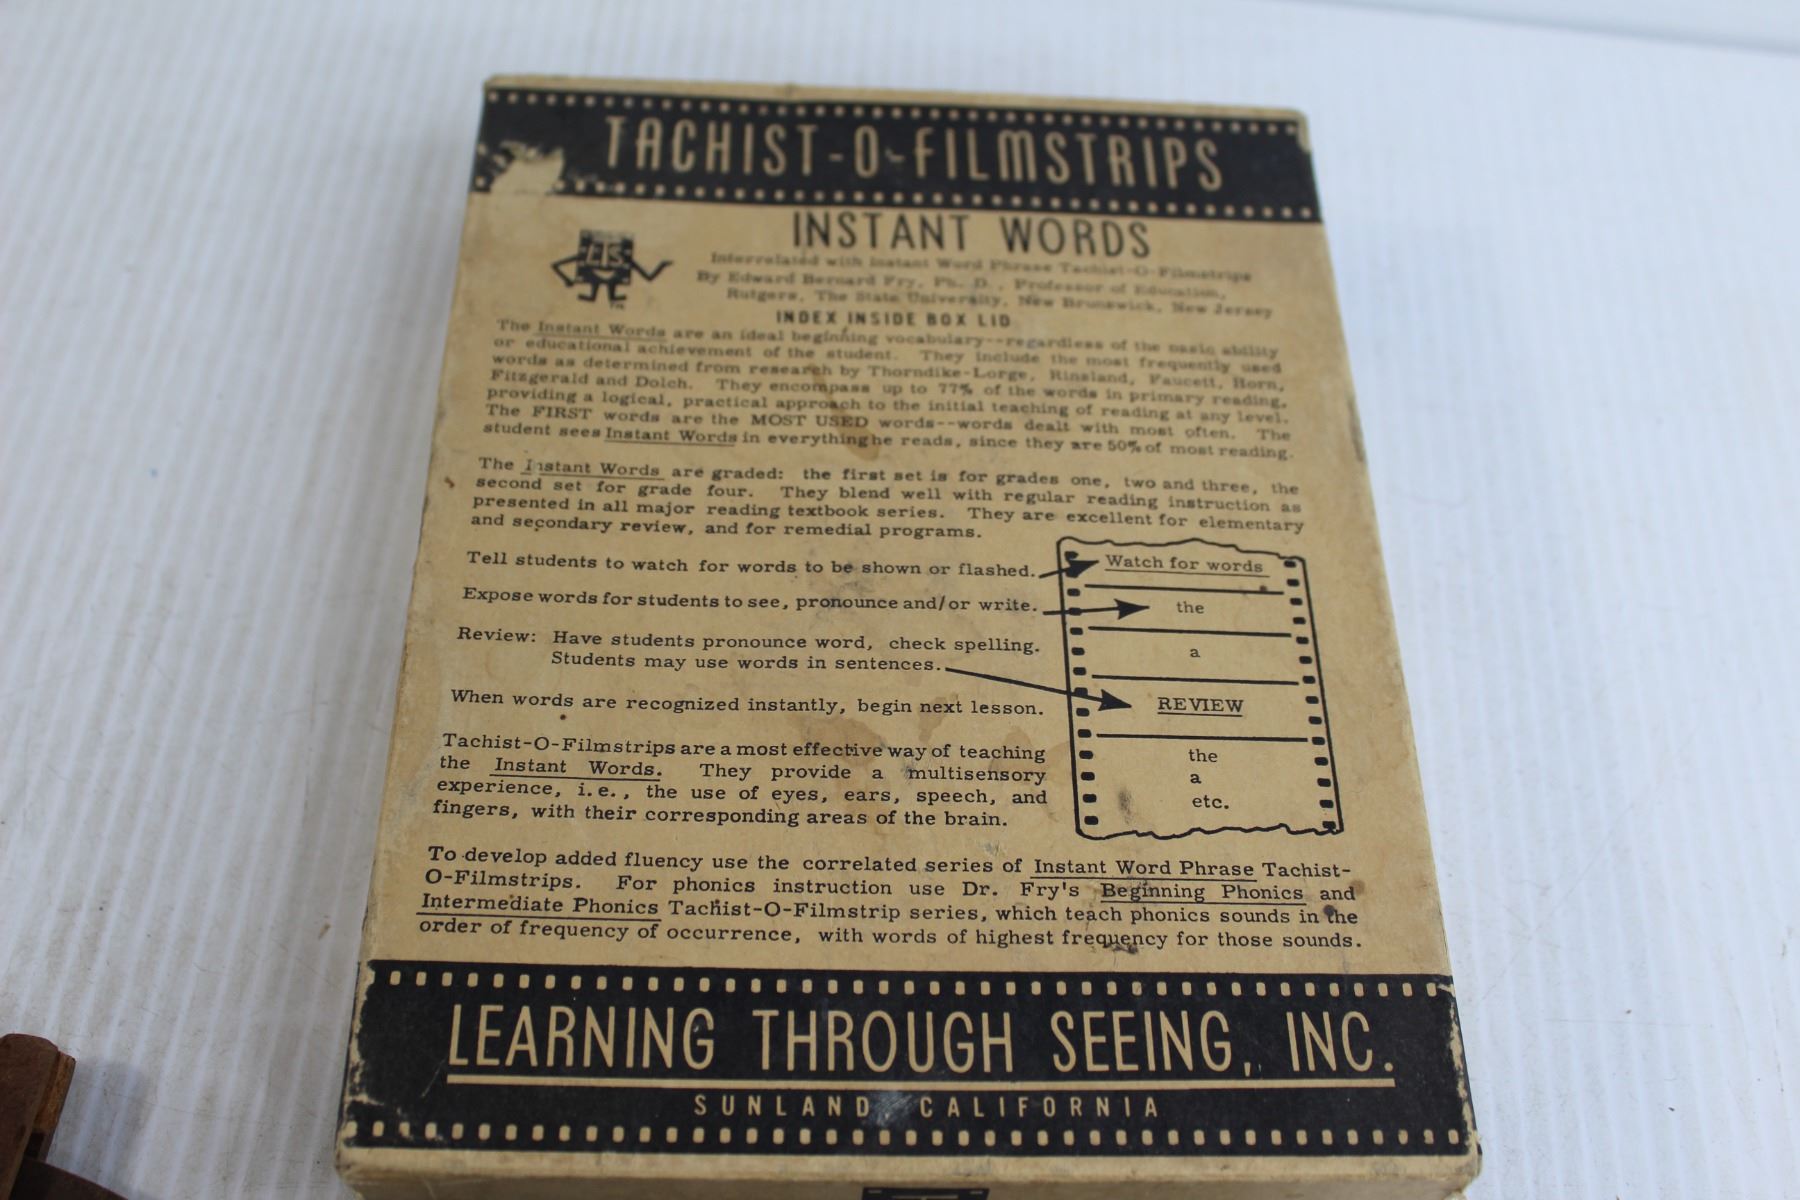 TACHIST-O-FILMSTRIPS
INSTANT WORDS
LTS
Interrelated with Instant Word Phrase Tachist-O-Filmstrips
By Edward Bernard Fry, Ph. D., Professor of Education,
Rutgers, The State University, New Brunswick, New Jersey
INDEX INSIDE BOX LID
The Instant Words are an ideal beginning vocabulary--regardless of the basic ability
or educational achievement of the student. They include the most frequently used
words as determined from research by Thorndike-Lorge, Rinsland, Faucett, Horn,
Fitzgerald and Dolch. They encompass up to 77% of the words in primary reading,
providing a logical, practical approach to the initial teaching of reading at any level.
The FIRST words are the MOST USED words--words dealt with most often. The
student sees Instant Words in everything he reads, since they are 50% of most reading.
The Instant Words are graded: the first set is for grades one, two and three, the
second set for grade four. They blend well with regular reading instruction as
presented in all major reading textbook series. They are excellent for elementary
and secondary review, and for remedial programs.
Tell students to watch for words to be shown or flashed.
Expose words for students to see, pronounce and/or write.
Review: Have students pronounce word, check spelling.
Students may use words in sentences.
When words are recognized instantly, begin next lesson.
Tachist-O-Filmstrips are a most effective way of teaching
the Instant Words. They provide a multisensory
experience, i.e., the use of eyes, ears, speech, and
fingers, with their corresponding areas of the brain.
Watch for words
the
a
REVIEW
the
a
etc.
To develop added fluency use the correlated series of Instant Word Phrase Tachist-
O-Filmstrips. For phonics instruction use Dr. Fry's Beginning Phonics and
Intermediate Phonics Tachist-O-Filmstrip series, which teach phonics sounds in the
order of frequency of occurrence, with words of highest frequency for those sounds.
LEARNING THROUGH SEEING, INC.
SUNLAND, CALIFORNIA